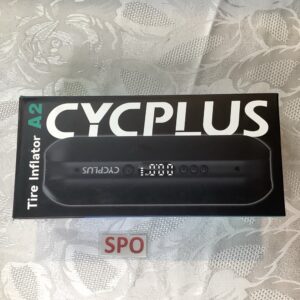 Tire Inflator A2
CYCPLUS
CYCPLUS
1.000
SPO